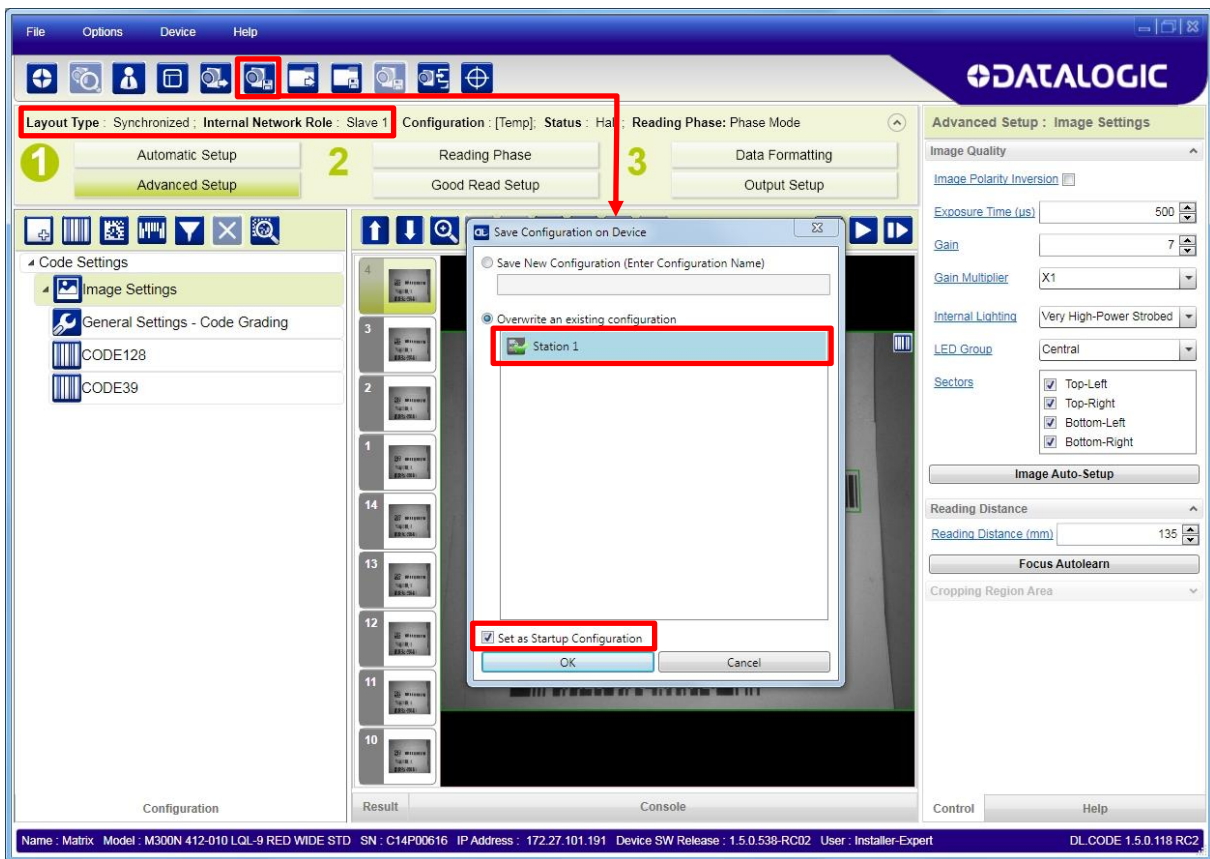 File Options Device Help
DATALOGIC
Layout Type : Synchronized ; Internal Network Role : Slave 1 Configuration : [Temp]; Status : Hal ; Reading Phase: Phase Mode
1 Automatic Setup 2 Reading Phase 3 Data Formatting
Advanced Setup Good Read Setup Output Setup
Code Settings
Image Settings
General Settings - Code Grading
CODE128
CODE39
Configuration
4
3
2
1
14
13
12
11
10
Result Console
Save Configuration on Device
Save New Configuration (Enter Configuration Name)
Overwrite an existing configuration
Station 1
Set as Startup Configuration
OK Cancel
Advanced Setup : Image Settings
Image Quality
Image Polarity Inversion
Exposure Time (µs) 500
Gain 7
Gain Multiplier X1
Internal Lighting Very High-Power Strobed
LED Group Central
Sectors Top-Left
Top-Right
Bottom-Left
Bottom-Right
Image Auto-Setup
Reading Distance
Reading Distance (mm) 135
Focus Autolearn
Cropping Region Area
Control Help
Name : Matrix Model : M300N 412-010 LQL-9 RED WIDE STD SN : C14P00616 IP Address : 172.27.101.191 Device SW Release : 1.5.0.538-RC02 User : Installer-Expert DL.CODE 1.5.0.118 RC2